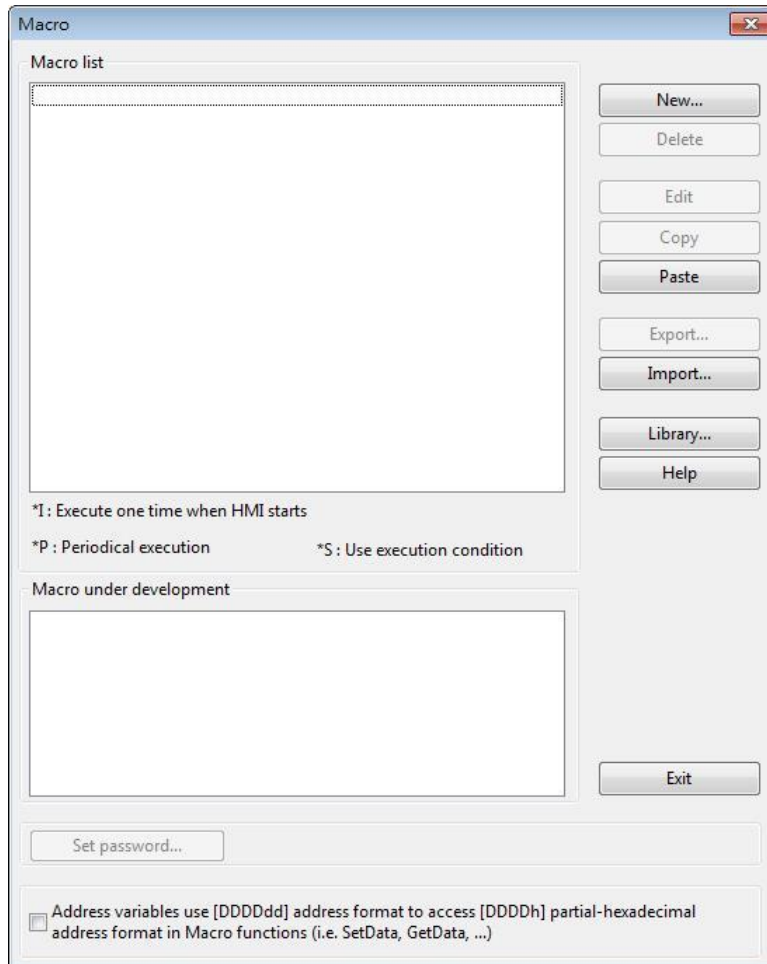 Macro
Macro list
New...
Delete
Edit
Copy
Paste
Export...
Import...
Library...
Help
*I : Execute one time when HMI starts
*P : Periodical execution
*S : Use execution condition
Macro under development
Exit
Set password...
Address variables use [DDDDdd] address format to access [DDDDh] partial-hexadecimal
address format in Macro functions (i.e. SetData, GetData, ...)